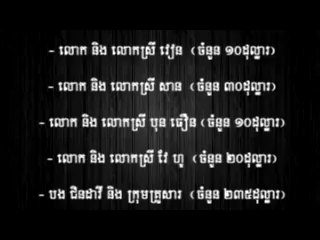 - លោក និង លោកស្រី វៀន (ចំនួន ១០ដុល្លារ)
- លោក និង លោកស្រី សាន (ចំនួន ៣០ដុល្លារ)
- លោក និង លោកស្រី បុន ធឿន (ចំនួន ១០ដុល្លារ)
- លោក និង លោកស្រី វ៉ែ ហួ (ចំនួន ២០ដុល្លារ)
- បង ជិនដាវី និង ក្រុមគ្រួសារ (ចំនួន ២៣៥ដុល្លារ)